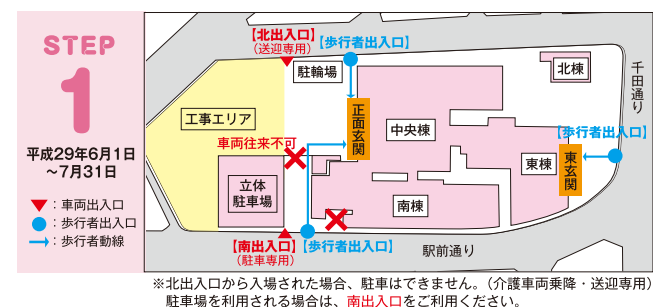 STEP
1
平成29年6月1日
～7月31日
▼：車両出入口
●：歩行者出入口
→：歩行者動線
【北出入口】
（送迎専用）
【歩行者出入口】
駐輪場
北棟
千田通り
工事エリア
正面玄関
中央棟
車両往来不可
【歩行者出入口】
東棟
東玄関
立体
駐車場
南棟
【南出入口】
（駐車専用）
【歩行者出入口】
駅前通り
※北出入口から入場された場合、駐車はできません。（介護車両乗降・送迎専用）
駐車場を利用される場合は、南出入口をご利用ください。